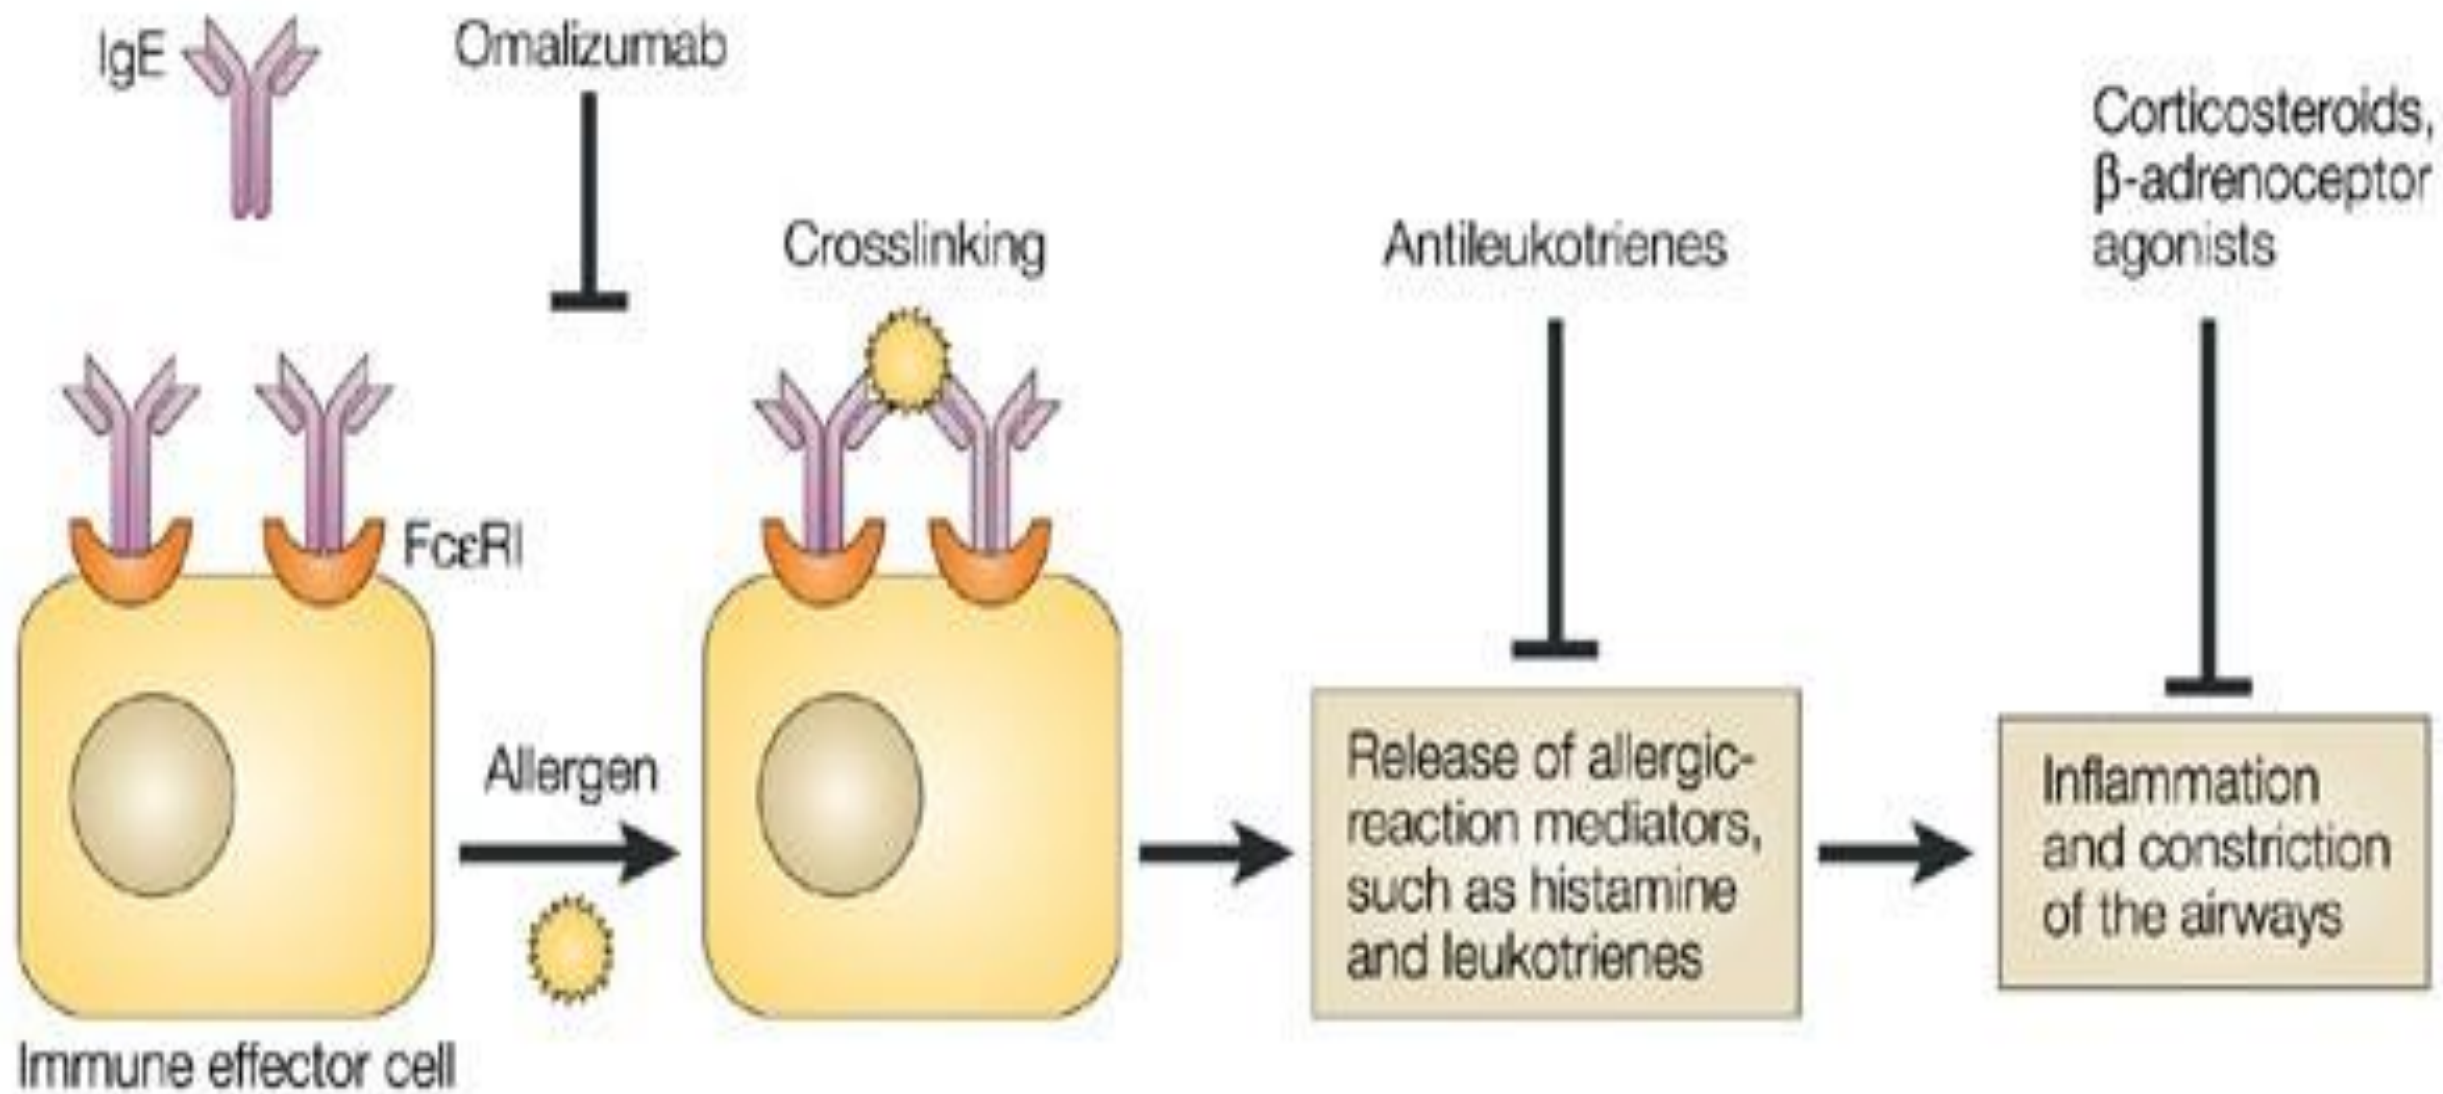 IgE
Omalizumab
Crosslinking
Antileukotrienes
Corticosteroids,
β-adrenoceptor
agonists
FcεRI
Allergen
Release of allergic-
reaction mediators,
such as histamine
and leukotrienes
Inflammation
and constriction
of the airways
Immune effector cell